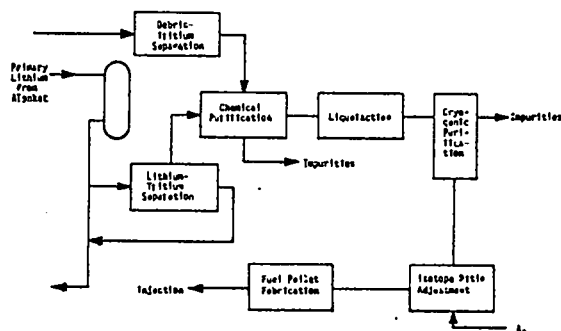 Debris-
Tritium
Separation
Primary
Lithium
from
Blanket
Chemical
Purification
Liquefaction
Cryo-
genic
Puri-
fica-
tion
Impurities
Impurities
Lithium-
Tritium
Separation
Injection
Fuel Pellet
Fabrication
Isotope Ratio
Adjustment